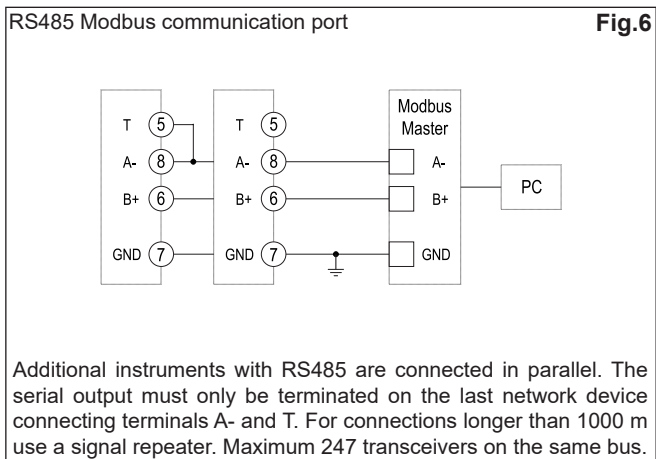 RS485 Modbus communication port Fig.6
Modbus
Master
T 5 T 5
A- 8 A- 8 A-
B+ 6 B+ 6 B+
PC
GND 7 GND 7 GND
Additional instruments with RS485 are connected in parallel. The
serial output must only be terminated on the last network device
connecting terminals A- and T. For connections longer than 1000 m
use a signal repeater. Maximum 247 transceivers on the same bus.